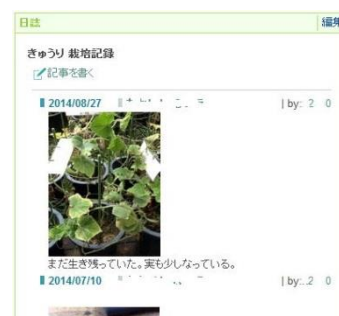 日誌
編集
きゅうり 栽培記録
記事を書く
2014/08/27 | by: 2 0
まだ生き残っていた。実も少しなっている。
2014/07/10 | by:..2 0